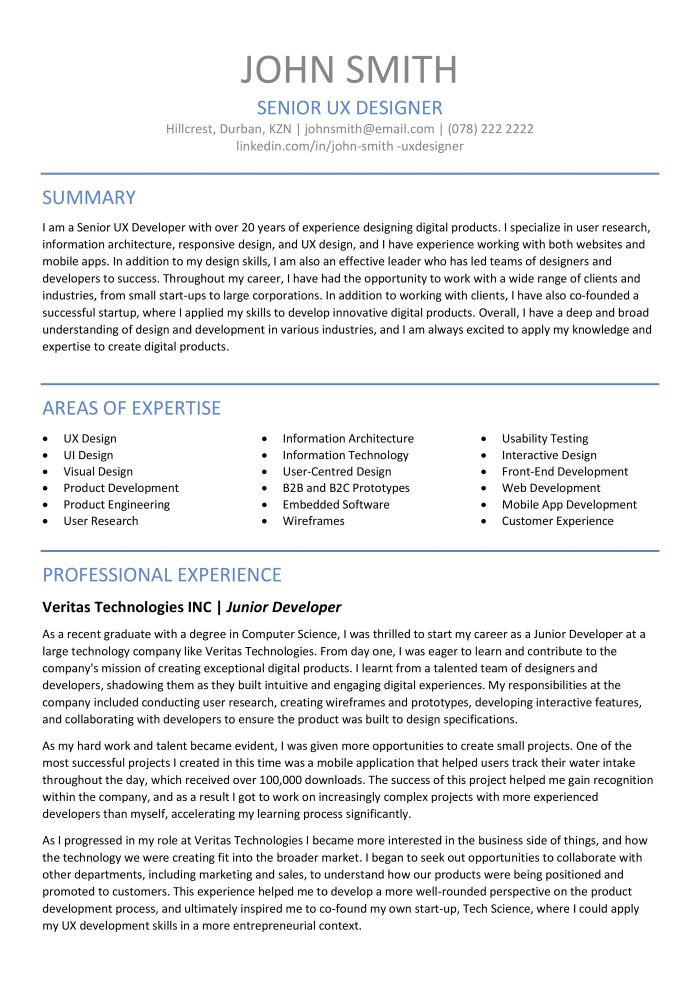 JOHN SMITH
SENIOR UX DESIGNER
Hillcrest, Durban, KZN | johnsmith@email.com | (078) 222 2222
linkedin.com/in/john-smith -uxdesigner
SUMMARY
I am a Senior UX Developer with over 20 years of experience designing digital products. I specialize in user research,
information architecture, responsive design, and UX design, and I have experience working with both websites and
mobile apps. In addition to my design skills, I am also an effective leader who has led teams of designers and
developers to success. Throughout my career, I have had the opportunity to work with a wide range of clients and
industries, from small start-ups to large corporations. In addition to working with clients, I have also co-founded a
successful startup, where I applied my skills to develop innovative digital products. Overall, I have a deep and broad
understanding of design and development in various industries, and I am always excited to apply my knowledge and
expertise to create digital products.
AREAS OF EXPERTISE
• UX Design
• UI Design
• Visual Design
• Product Development
• Product Engineering
• User Research
• Information Architecture
• Information Technology
• User-Centred Design
• B2B and B2C Prototypes
• Embedded Software
• Wireframes
• Usability Testing
• Interactive Design
• Front-End Development
• Web Development
• Mobile App Development
• Customer Experience
PROFESSIONAL EXPERIENCE
Veritas Technologies INC | Junior Developer
As a recent graduate with a degree in Computer Science, I was thrilled to start my career as a Junior Developer at a
large technology company like Veritas Technologies. From day one, I was eager to learn and contribute to the
company's mission of creating exceptional digital products. I learnt from a talented team of designers and
developers, shadowing them as they built intuitive and engaging digital experiences. My responsibilities at the
company included conducting user research, creating wireframes and prototypes, developing interactive features,
and collaborating with developers to ensure the product was built to design specifications.
As my hard work and talent became evident, I was given more opportunities to create small projects. One of the
most successful projects I created in this time was a mobile application that helped users track their water intake
throughout the day, which received over 100,000 downloads. The success of this project helped me gain recognition
within the company, and as a result I got to work on increasingly complex projects with more experienced
developers than myself, accelerating my learning process significantly.
As I progressed in my role at Veritas Technologies I became more interested in the business side of things, and how
the technology we were creating fit into the broader market. I began to seek out opportunities to collaborate with
other departments, including marketing and sales, to understand how our products were being positioned and
promoted to customers. This experience helped me to develop a more well-rounded perspective on the product
development process, and ultimately inspired me to co-found my own start-up, Tech Science, where I could apply
my UX development skills in a more entrepreneurial context.